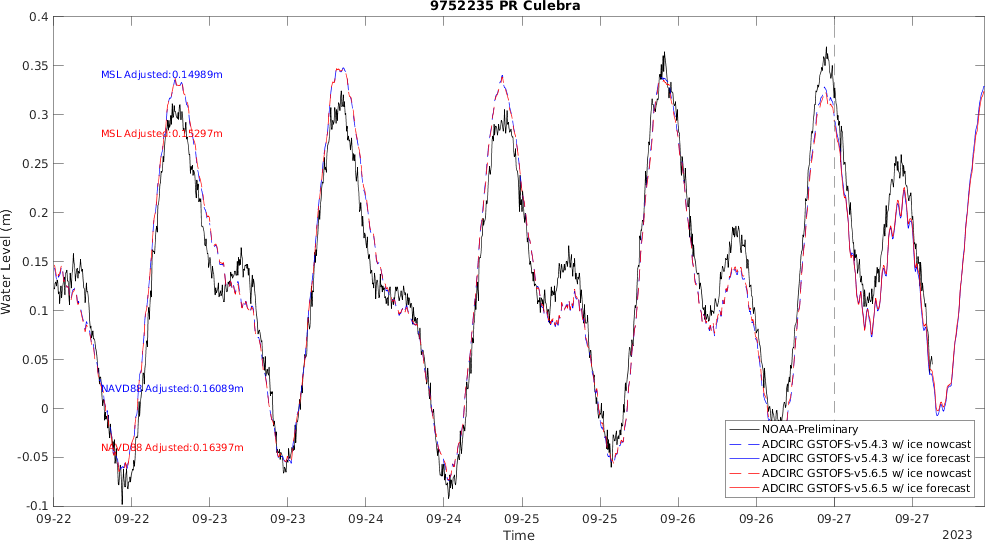 9752235 PR Culebra
0.4
0.35
0.3
0.25
0.2
0.15
0.1
0.05
0
-0.05
-0.1
Water Level (m)
MSL Adjusted:0.14989m
MSL Adjusted:0.15297m
NAVD88 Adjusted:0.16089m
NAVD88 Adjusted:0.16397m
NOAA-Preliminary
ADCIRC GSTOFS-v5.4.3 w/ ice nowcast
ADCIRC GSTOFS-v5.4.3 w/ ice forecast
ADCIRC GSTOFS-v5.6.5 w/ ice nowcast
ADCIRC GSTOFS-v5.6.5 w/ ice forecast
09-22 09-22 09-23 09-23 09-24 09-24 09-25 09-25 09-26 09-26 09-27 09-27
Time
2023